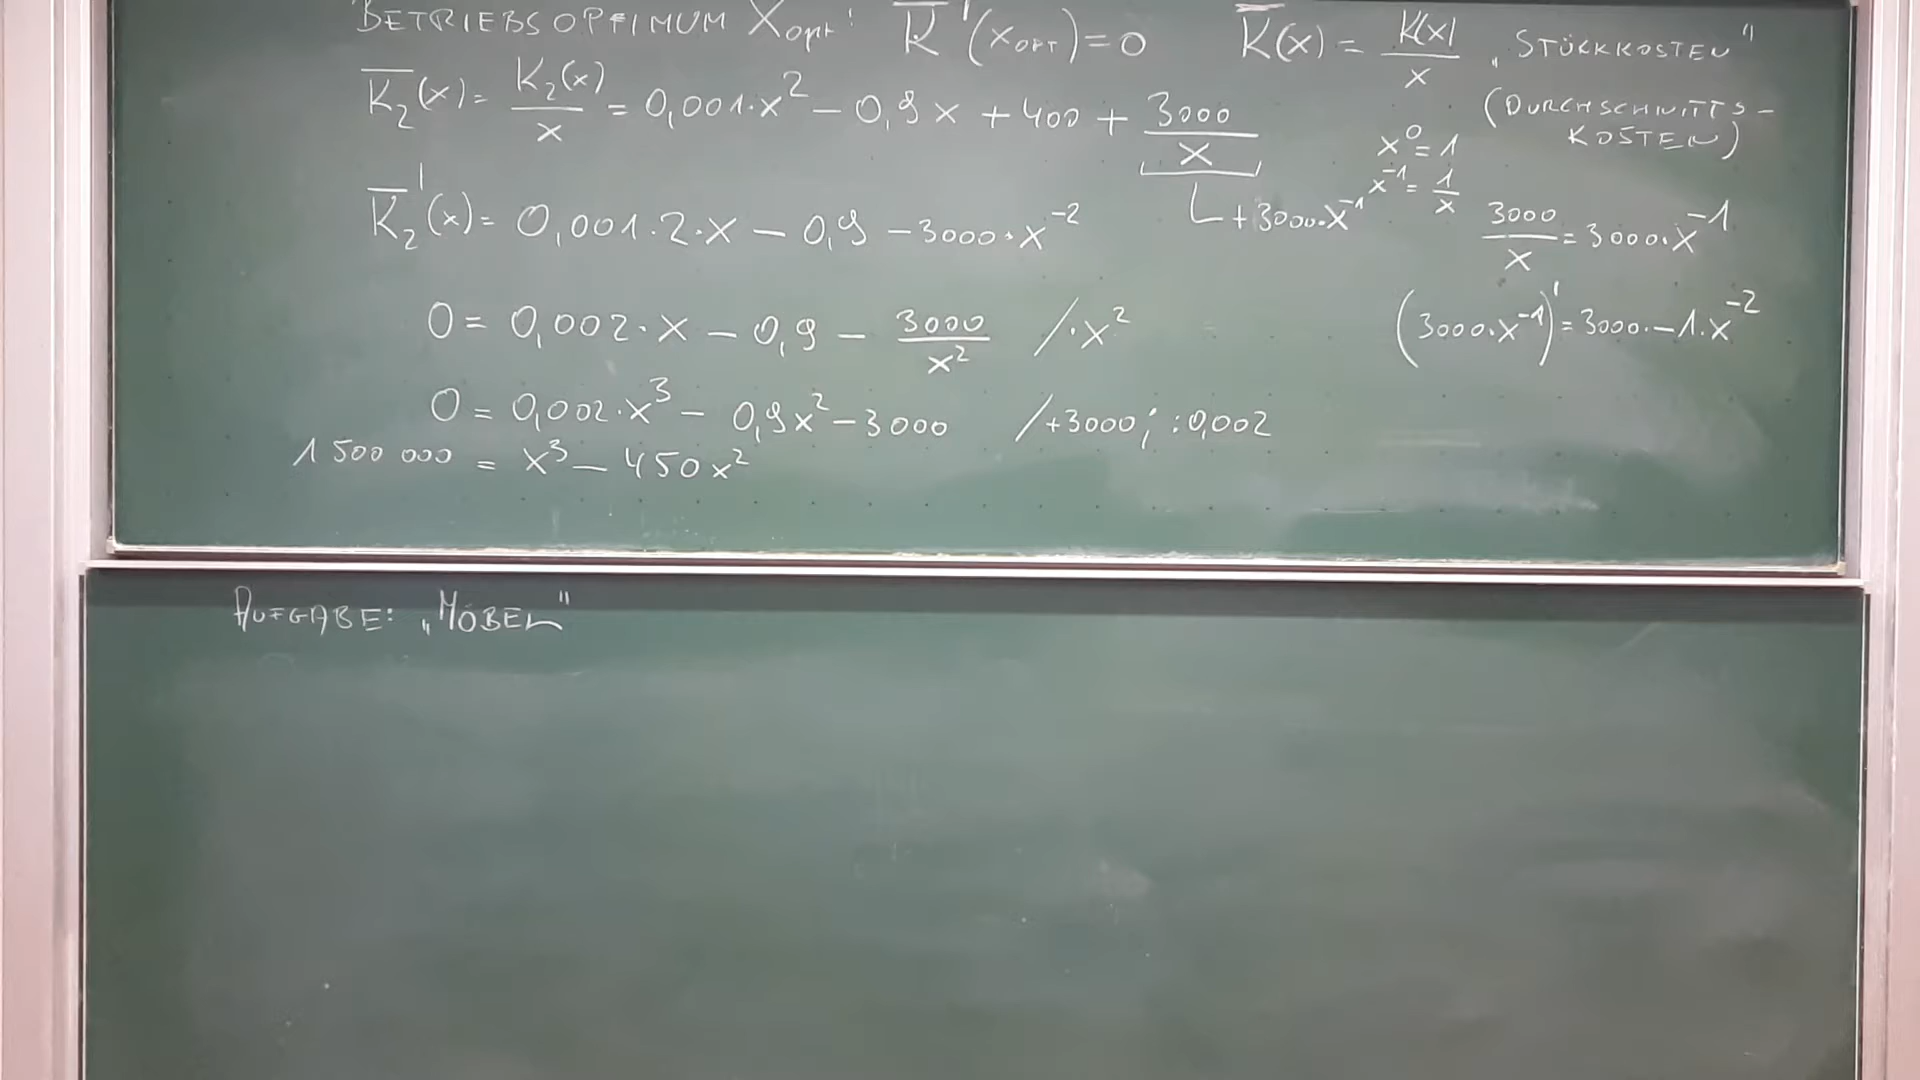 BETRIEBSOPTIMUM Xopt: K̅'(xOPT)=0 K̅(x) = K(x)/x „STÜCKKOSTEN"
(DURCHSCHNITTS-
KOSTEN)
K̅₂(x) = K₂(x)/x = 0,001·x² − 0,9x + 400 + 3000/x
x⁰ = 1
x⁻¹ = 1/x
+3000·x⁻¹
K̅₂'(x) = 0,001·2·x − 0,9 − 3000·x⁻²
3000/x = 3000·x⁻¹
0 = 0,002·x − 0,9 − 3000/x² /·x²
(3000·x⁻¹)' = 3000·−1·x⁻²
0 = 0,002·x³ − 0,9x² − 3000 /+3000; :0,002
1 500 000 = x³ − 450x²
AUFGABE: „MÖBEL"